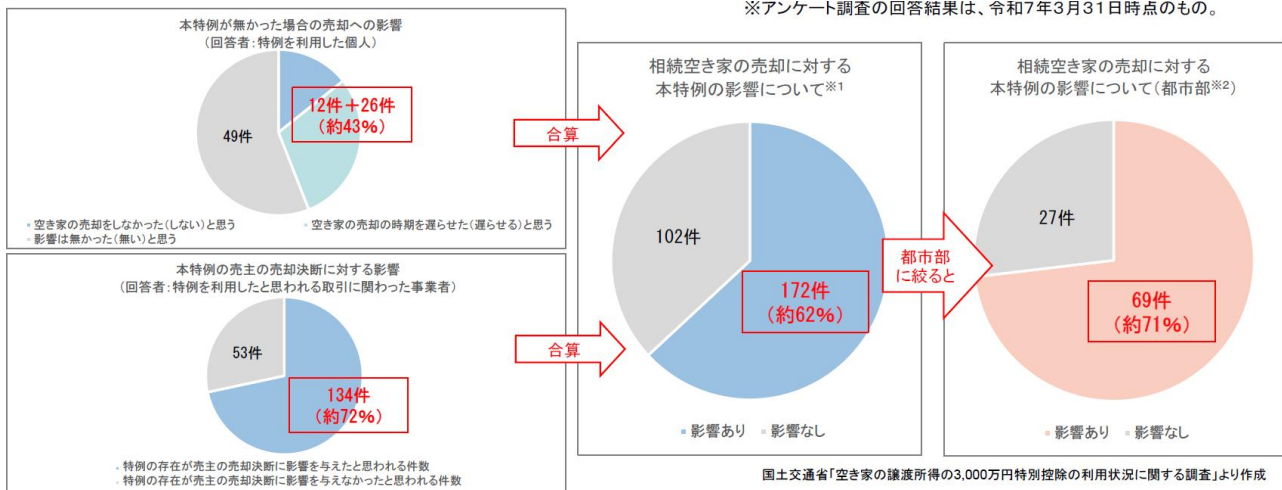 ※アンケート調査の回答結果は、令和7年3月31日時点のもの。
本特例が無かった場合の売却への影響
(回答者:特例を利用した個人)
12件+26件
(約43%)
49件
空き家の売却をしなかった(しない)と思う
空き家の売却の時期を遅らせた(遅らせる)と思う
影響は無かった(無い)と思う
合算
本特例の売主の売却決断に対する影響
(回答者:特例を利用したと思われる取引に関わった事業者)
53件
134件
(約72%)
特例の存在が売主の売却決断に影響を与えたと思われる件数
特例の存在が売主の売却決断に影響を与えなかったと思われる件数
合算
相続空き家の売却に対する
本特例の影響について※1
102件
172件
(約62%)
影響あり 影響なし
都市部
に絞ると
相続空き家の売却に対する
本特例の影響について(都市部※2)
27件
69件
(約71%)
影響あり 影響なし
国土交通省「空き家の譲渡所得の3,000万円特別控除の利用状況に関する調査」より作成